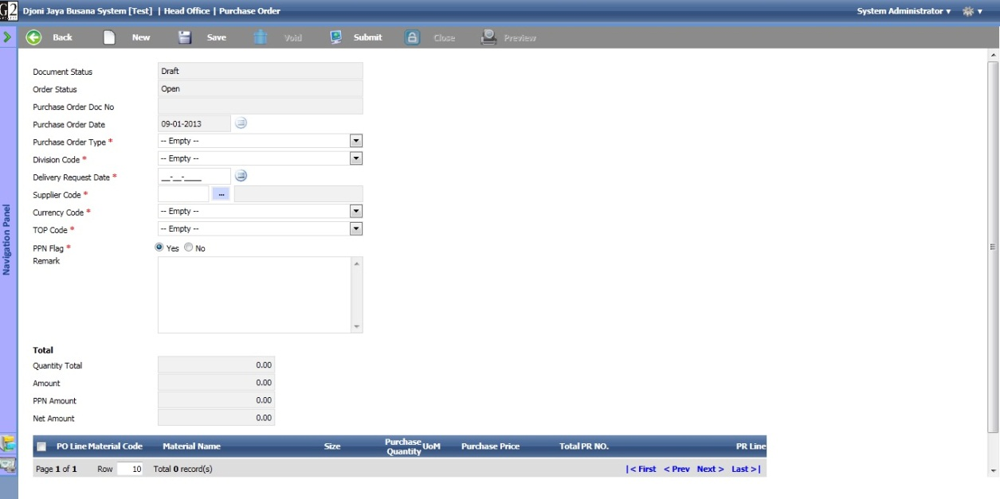 G2
Djoni Jaya Busana System [Test] | Head Office | Purchase Order
System Administrator
Back New Save Void Submit Close Preview
Navigation Panel
Document Status Draft
Order Status Open
Purchase Order Doc No
Purchase Order Date 09-01-2013
Purchase Order Type * -- Empty --
Division Code * -- Empty --
Delivery Request Date * __-__-____
Supplier Code * ...
Currency Code * -- Empty --
TOP Code * -- Empty --
PPN Flag * Yes No
Remark
Total
Quantity Total 0.00
Amount 0.00
PPN Amount 0.00
Net Amount 0.00
PO Line Material Code Material Name Size Purchase Quantity UoM Purchase Price Total PR NO. PR Line
Page 1 of 1 Row 10 Total 0 record(s) |< First < Prev Next > Last >|